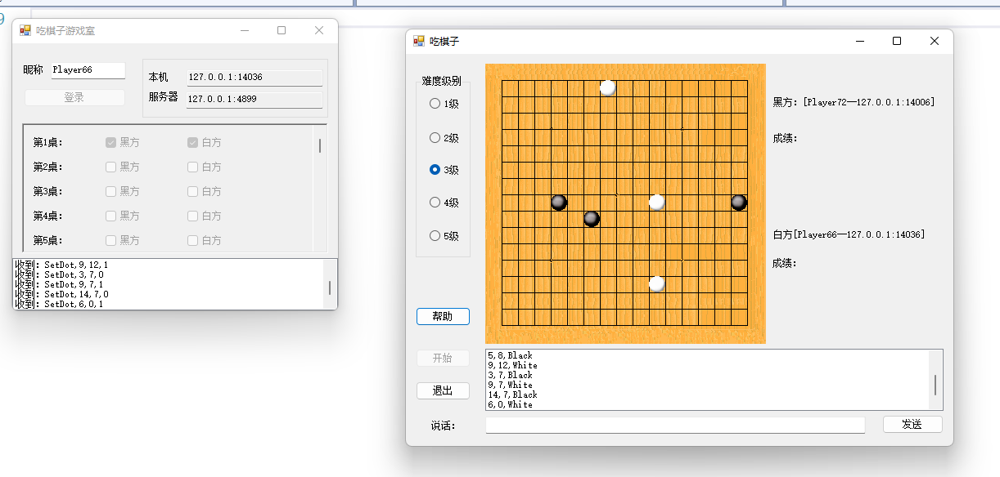 9
吃棋子游戏室
昵称 Player66
登录
本机 127.0.0.1:14036
服务器 127.0.0.1:4899
第1桌: 黑方 白方
第2桌: 黑方 白方
第3桌: 黑方 白方
第4桌: 黑方 白方
第5桌: 黑方 白方
收到: SetDot,9,12,1
收到: SetDot,3,7,0
收到: SetDot,9,7,1
收到: SetDot,14,7,0
收到: SetDot,6,0,1
吃棋子
难度级别
1级
2级
3级
4级
5级
帮助
开始
退出
黑方: [Player72——127.0.0.1:14006]
成绩:
白方[Player66——127.0.0.1:14036]
成绩:
5,8,Black
9,12,White
3,7,Black
9,7,White
14,7,Black
6,0,White
说话:
发送